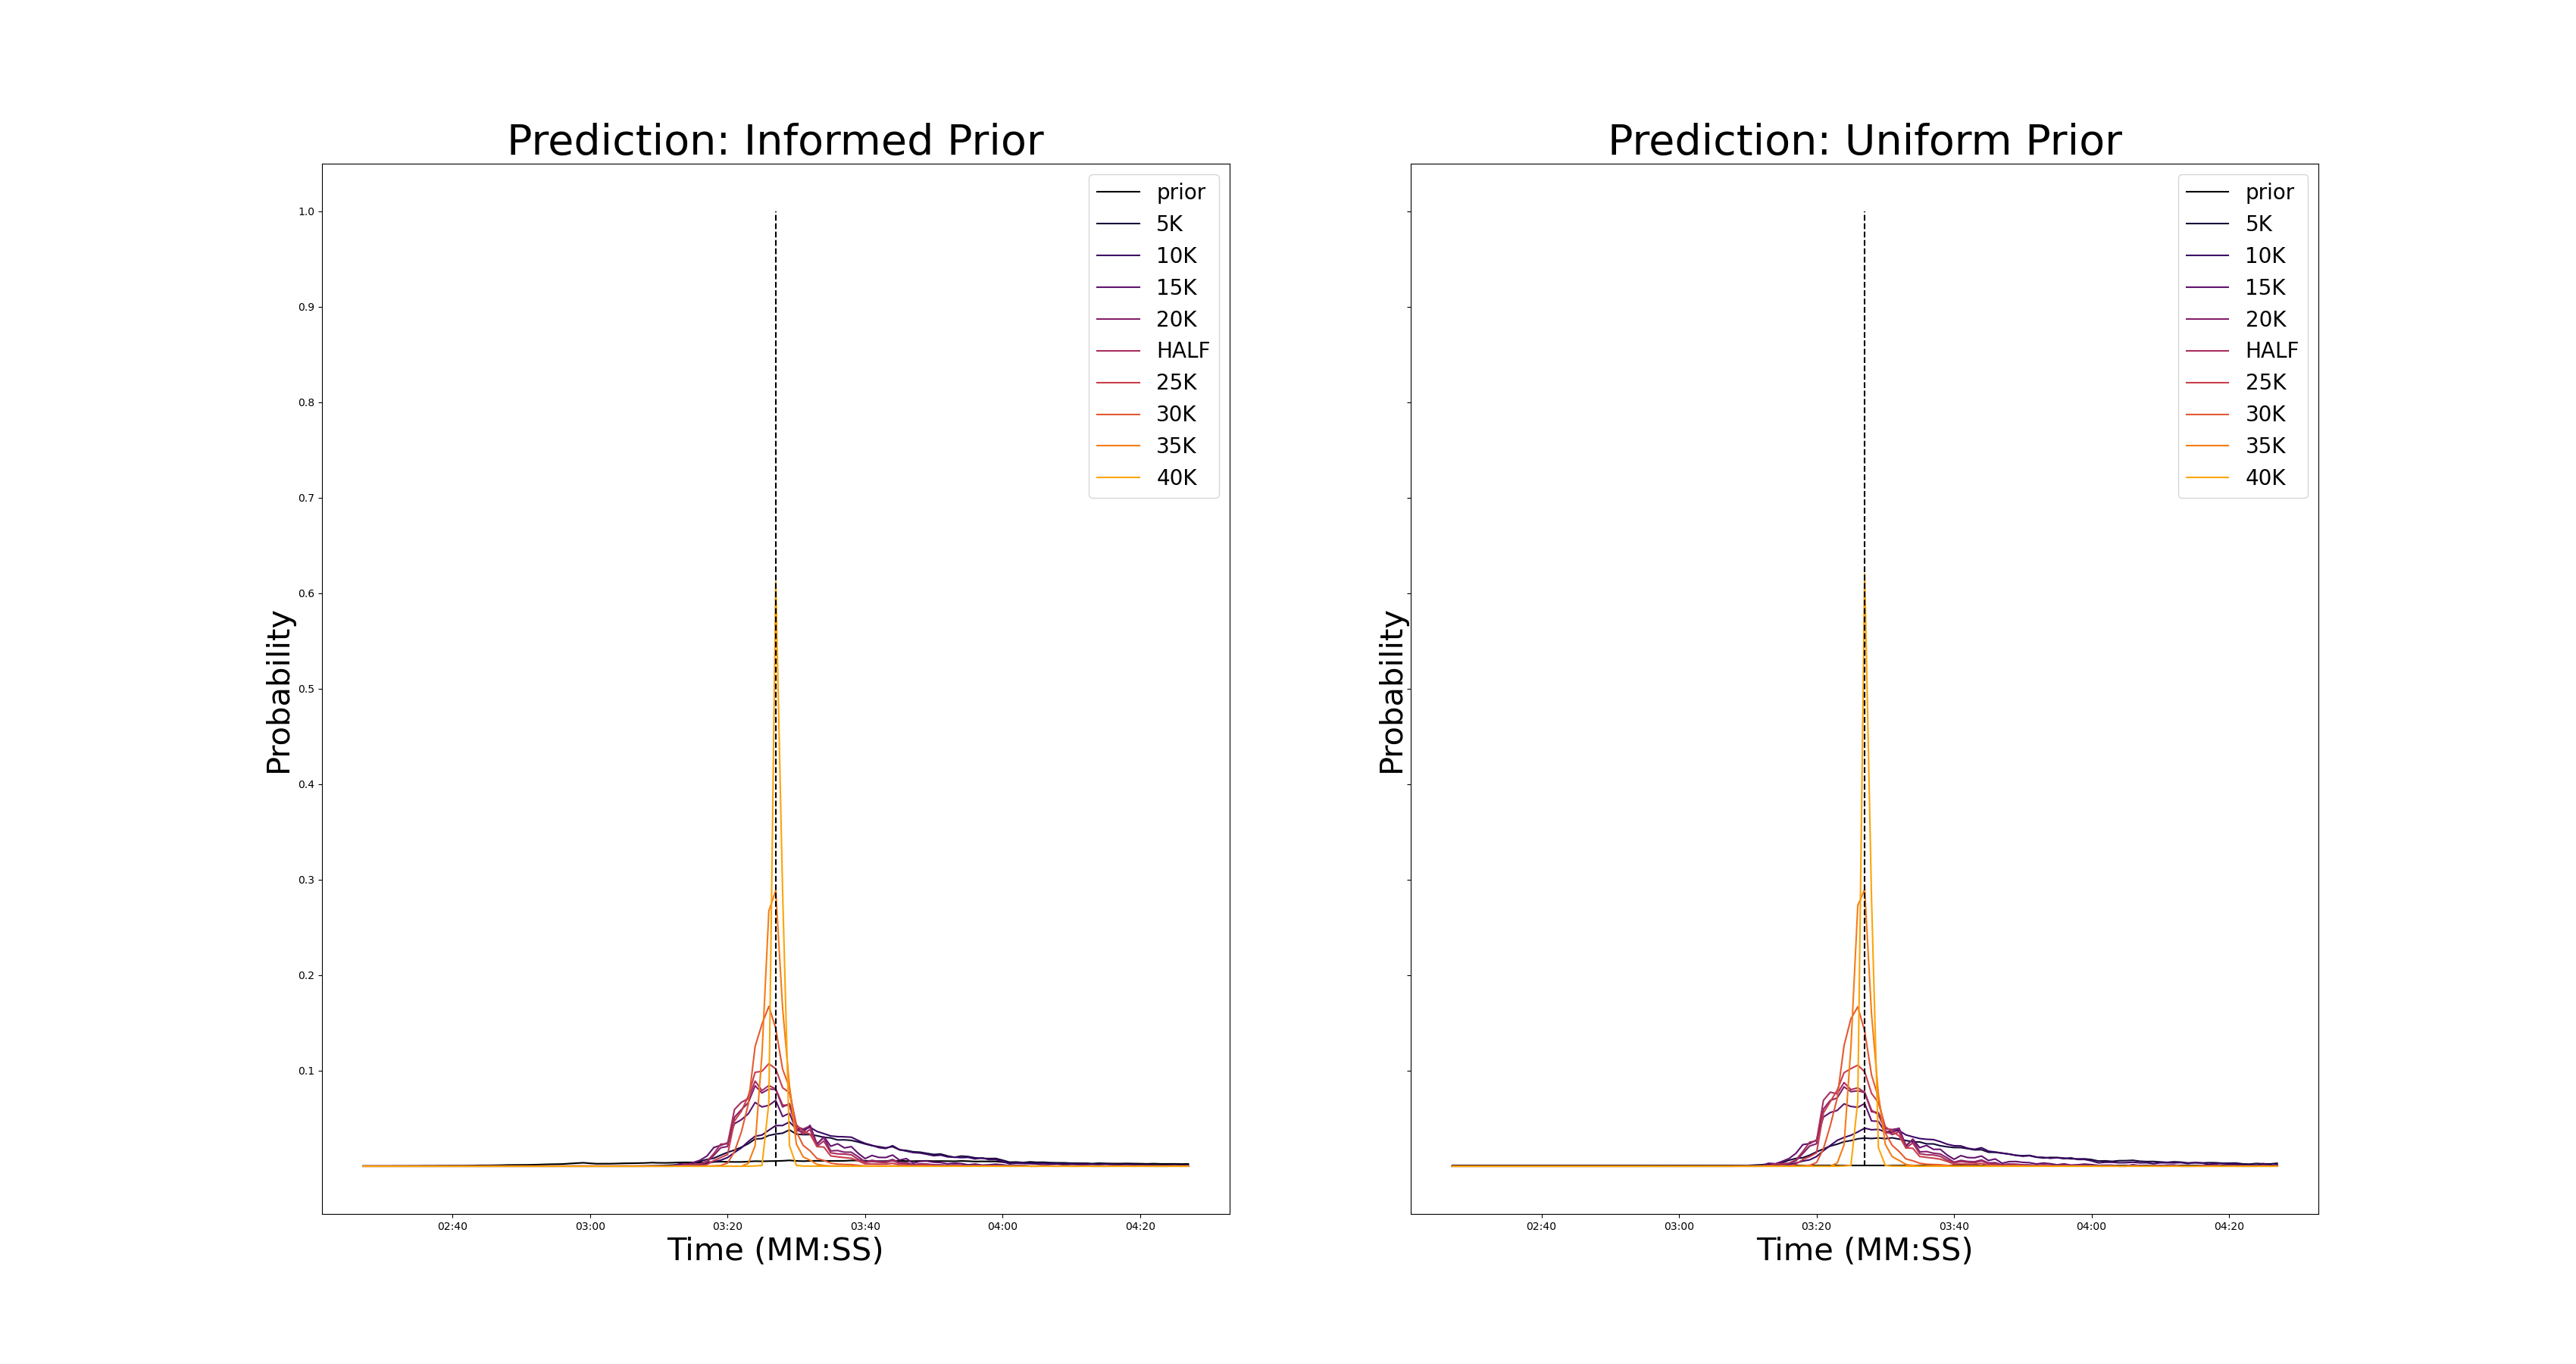 Prediction: Informed Prior
Probability
1.0
0.9
0.8
0.7
0.6
0.5
0.4
0.3
0.2
0.1
prior
5K
10K
15K
20K
HALF
25K
30K
35K
40K
02:40 03:00 03:20 03:40 04:00 04:20
Time (MM:SS)
Prediction: Uniform Prior
Probability
prior
5K
10K
15K
20K
HALF
25K
30K
35K
40K
02:40 03:00 03:20 03:40 04:00 04:20
Time (MM:SS)